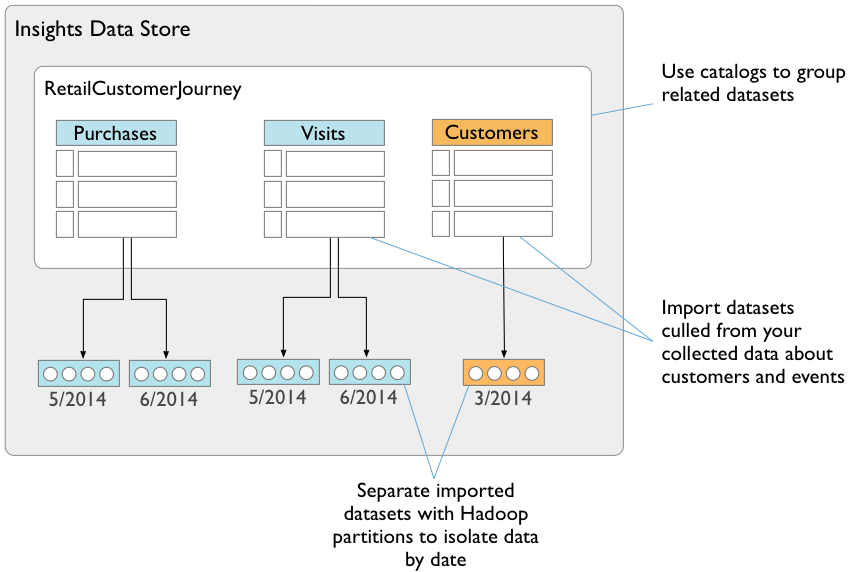 Insights Data Store
RetailCustomerJourney
Use catalogs to group
related datasets
Purchases
Visits
Customers
Import datasets
culled from your
collected data about
customers and events
5/2014
6/2014
5/2014
6/2014
3/2014
Separate imported
datasets with Hadoop
partitions to isolate data
by date